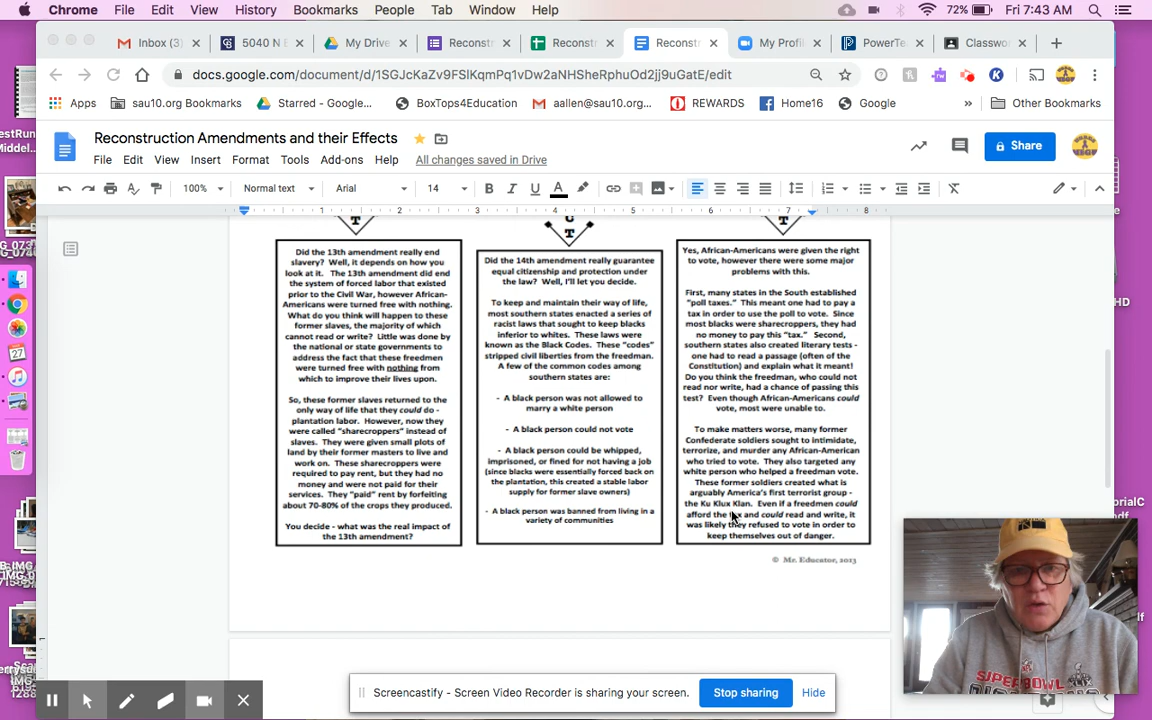 Chrome File Edit View History Bookmarks People Tab Window Help 72% Fri 7:43 AM
Inbox (3) 5040 N E My Drive Reconstr Reconstr Reconstr My Profi PowerTe Classwo
docs.google.com/document/d/1SGJcKaZv9FSlKqmPq1vDw2aNHSheRphuOd2jj9uGatE/edit
Apps sau10.org Bookmarks Starred - Google... BoxTops4Education aallen@sau10.org... REWARDS Home16 Google » Other Bookmarks
Reconstruction Amendments and their Effects
File Edit View Insert Format Tools Add-ons Help All changes saved in Drive
Share
100% Normal text Arial 14 B I U A
1 2 3 4 5 6 7 8
T
C
T
T
Did the 13th amendment really end
slavery? Well, it depends on how you
look at it. The 13th amendment did end
the system of forced labor that existed
prior to the Civil War, however African-
Americans were turned free with nothing.
What do you think will happen to these
former slaves, the majority of which
cannot read or write? Little was done by
the national or state governments to
address the fact that these freedmen
were turned free with nothing from
which to improve their lives upon.
So, these former slaves returned to the
only way of life that they could do -
plantation labor. However, now they
were called "sharecroppers" instead of
slaves. They were given small plots of
land by their former masters to live and
work on. These sharecroppers were
required to pay rent, but they had no
money and were not paid for their
services. They "paid" rent by forfeiting
about 70-80% of the crops they produced.
You decide - what was the real impact of
the 13th amendment?
Did the 14th amendment really guarantee
equal citizenship and protection under
the law? Well, I'll let you decide.
To keep and maintain their way of life,
most southern states enacted a series of
racist laws that sought to keep blacks
inferior to whites. These laws were
known as the Black Codes. These "codes"
stripped civil liberties from the freedman.
A few of the common codes among
southern states are:
- A black person was not allowed to
marry a white person
- A black person could not vote
- A black person could be whipped,
imprisoned, or fined for not having a job
(since blacks were essentially forced back on
the plantation, this created a stable labor
supply for former slave owners)
- A black person was banned from living in a
variety of communities
Yes, African-Americans were given the right
to vote, however there were some major
problems with this.
First, many states in the South established
"poll taxes." This meant one had to pay a
tax in order to use the poll to vote. Since
most blacks were sharecroppers, they had
no money to pay this "tax." Second,
southern states also created literary tests -
one had to read a passage (often of the
Constitution) and explain what it meant!
Do you think the freedman, who could not
read nor write, had a chance of passing this
test? Even though African-Americans could
vote, most were unable to.
To make matters worse, many former
Confederate soldiers sought to intimidate,
terrorize, and murder any African-American
who tried to vote. They also targeted any
white person who helped a freedman vote.
These former soldiers created what is
arguably America's first terrorist group -
the Ku Klux Klan. Even if a freedmen could
afford the tax and could read and write, it
was likely they refused to vote in order to
keep themselves out of danger.
© Mr. Educator, 2013
Screencastify - Screen Video Recorder is sharing your screen. Stop sharing Hide
SUPER BOWL